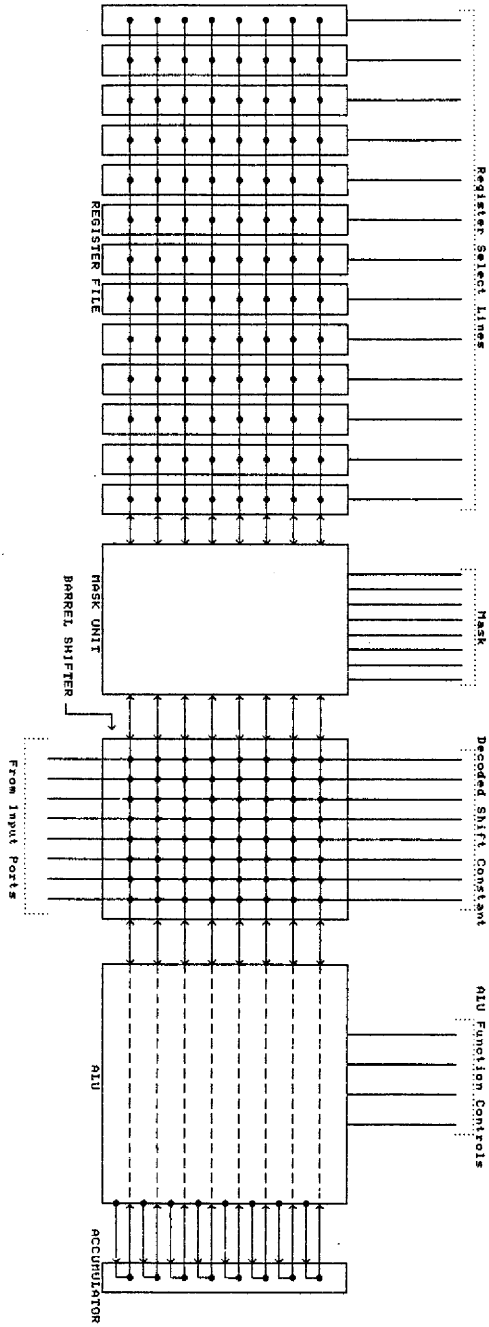 Register Select Lines
REGISTER FILE
Mask
MASK UNIT
BARREL SHIFTER
Decoded Shift Constant
From Input Ports
ALU Function Controls
ALU
ACCUMULATOR